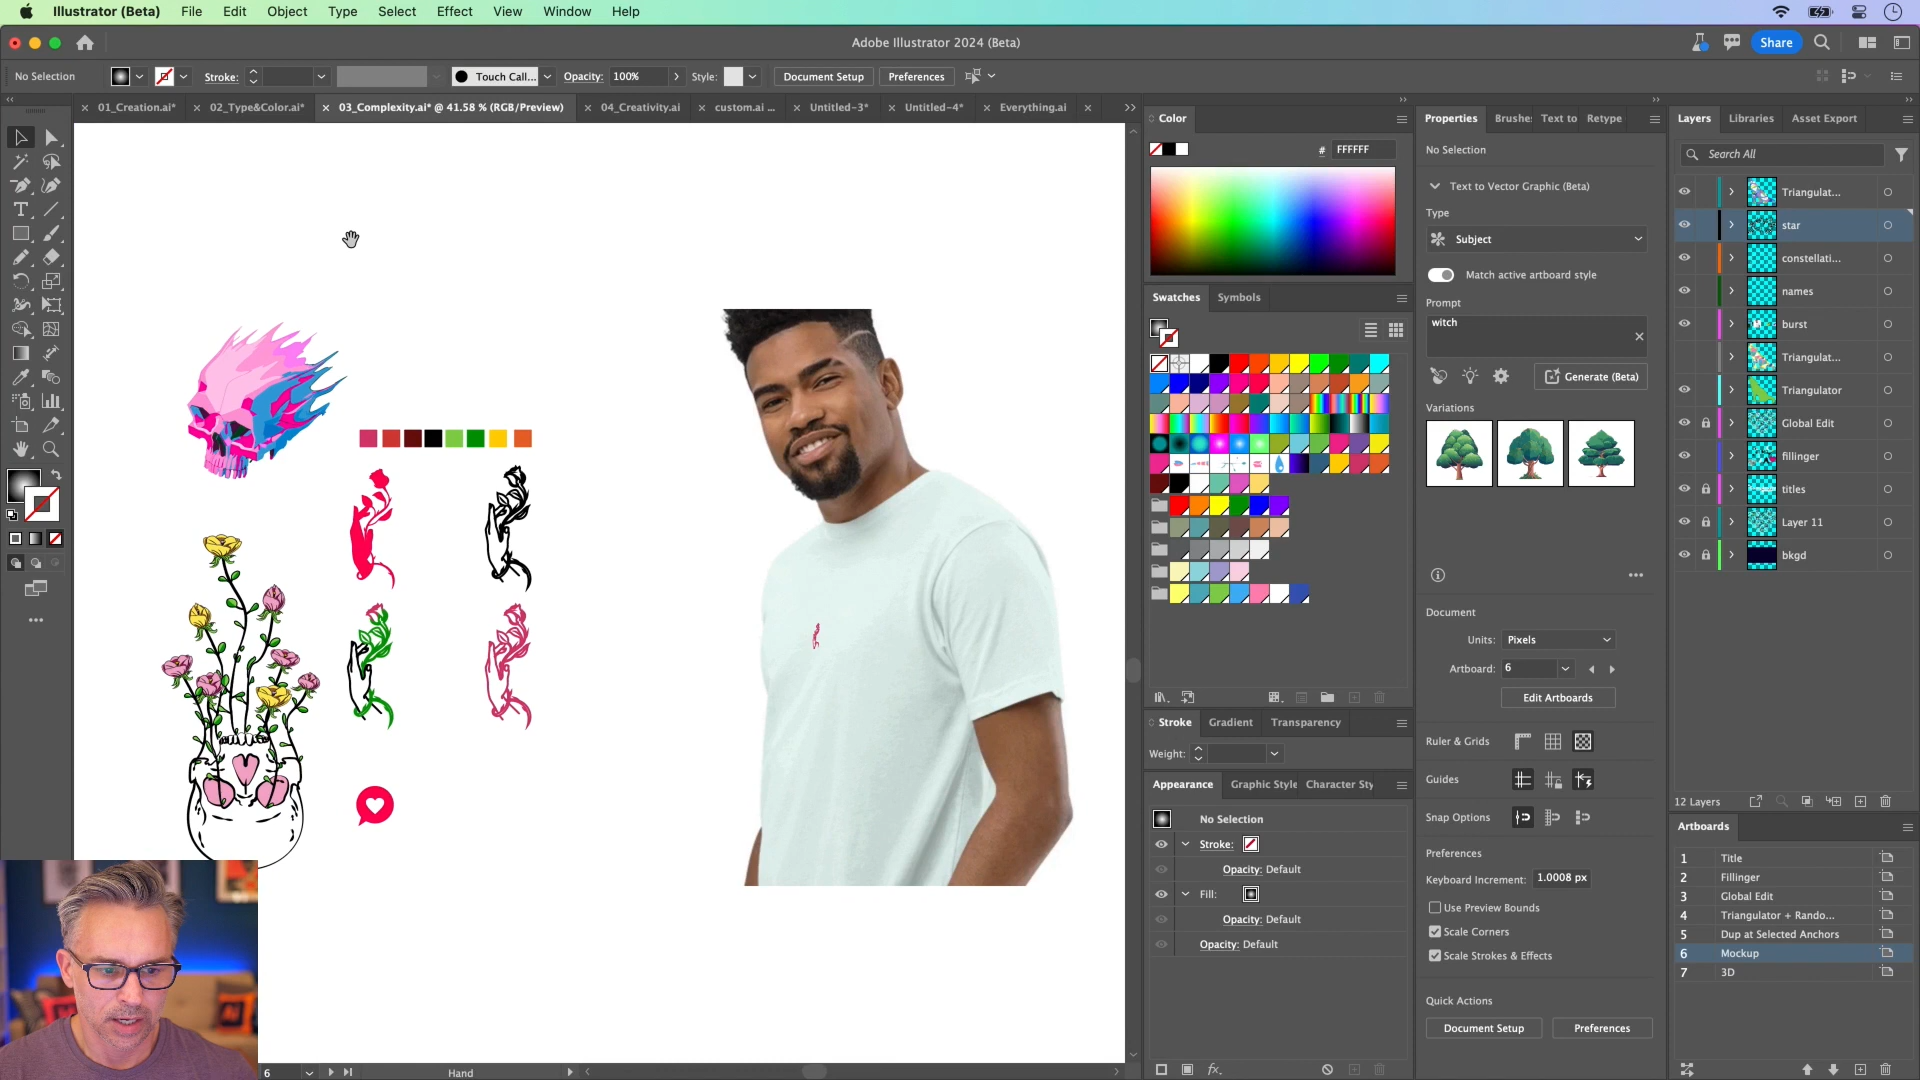 Illustrator (Beta) File Edit Object Type Select Effect View Window Help
Adobe Illustrator 2024 (Beta)
Share
No Selection Stroke: Touch Call... Opacity: 100% Style: Document Setup Preferences
01_Creation.ai* 02_Type&Color.ai* 03_Complexity.ai* @ 41.58 % (RGB/Preview) 04_Creativity.ai custom.ai ... Untitled-3* Untitled-4* Everything.ai
Color
# FFFFFF
Swatches Symbols
Stroke Gradient Transparency
Weight:
Appearance Graphic Style Character Sty
No Selection
Stroke:
Opacity: Default
Fill:
Opacity: Default
Opacity: Default
fx
Properties Brushes Text to Retype
No Selection
Text to Vector Graphic (Beta)
Type
Subject
Match active artboard style
Prompt
witch
Generate (Beta)
Variations
Document
Units: Pixels
Artboard: 6
Edit Artboards
Ruler & Grids
Guides
Snap Options
Preferences
Keyboard Increment: 1.0008 px
Use Preview Bounds
Scale Corners
Scale Strokes & Effects
Quick Actions
Document Setup Preferences
Layers Libraries Asset Export
Search All
Triangulat...
star
constellati...
names
burst
Triangulat...
Triangulator
Global Edit
fillinger
titles
Layer 11
bkgd
12 Layers
Artboards
1 Title
2 Fillinger
3 Global Edit
4 Triangulator + Rando...
5 Dup at Selected Anchors
6 Mockup
7 3D
6 Hand